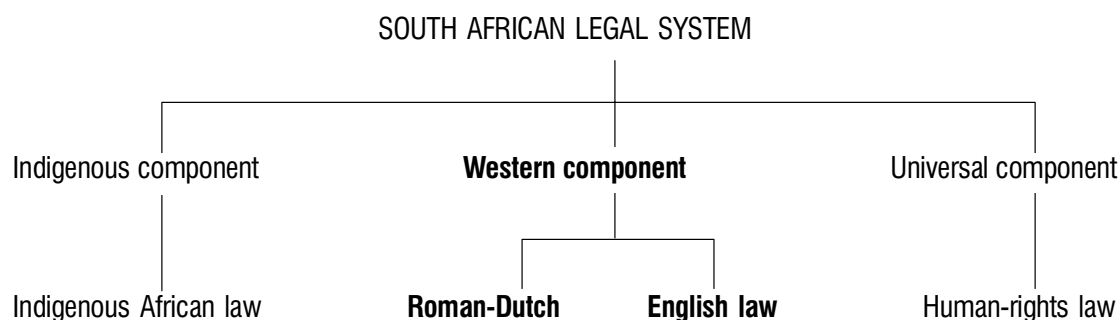 SOUTH AFRICAN LEGAL SYSTEM
Indigenous component Western component Universal component
Indigenous African law Roman-Dutch English law Human-rights law